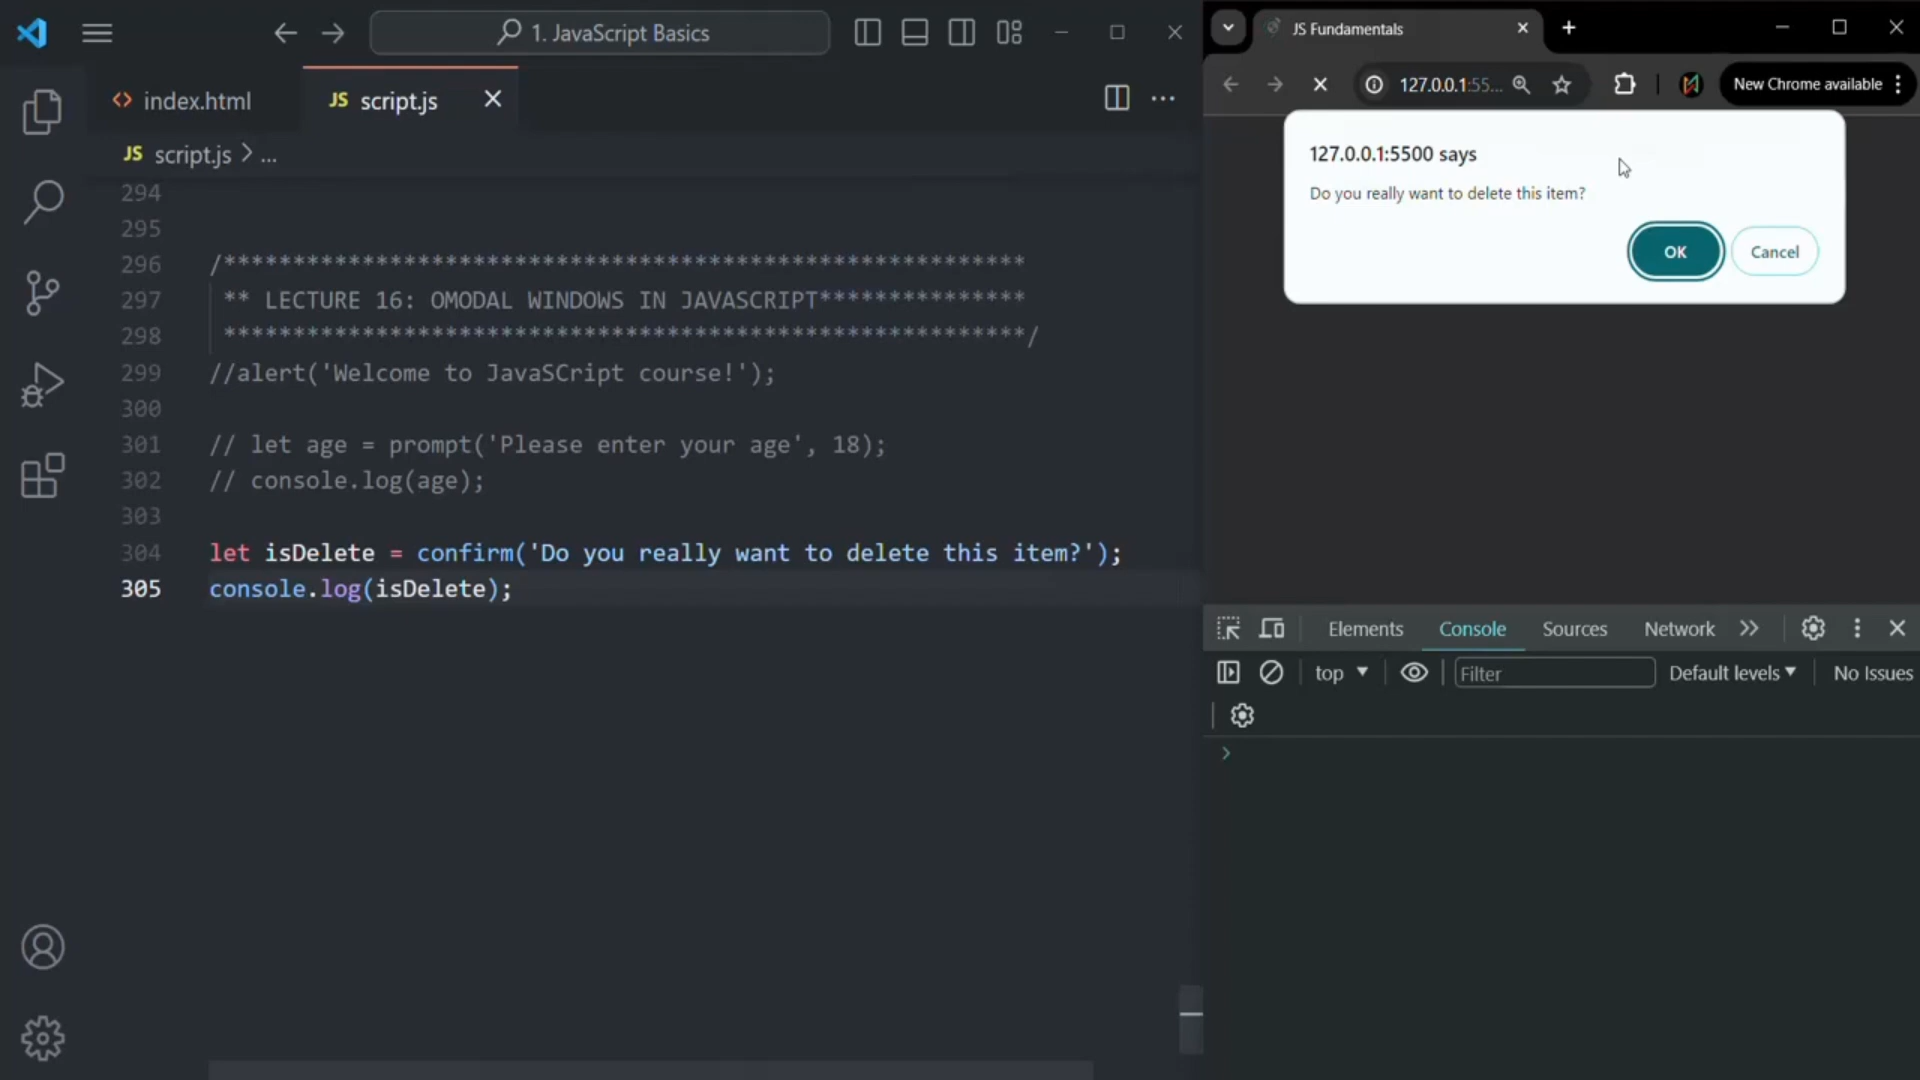 1. JavaScript Basics
index.html
JS script.js
JS script.js > ...
294
295
296 /**********************************************************
297 ** LECTURE 16: OMODAL WINDOWS IN JAVASCRIPT***************
298 **********************************************************/
299 //alert('Welcome to JavaSCript course!');
300
301 // let age = prompt('Please enter your age', 18);
302 // console.log(age);
303
304 let isDelete = confirm('Do you really want to delete this item?');
305 console.log(isDelete);
JS Fundamentals
127.0.0.1:55...
New Chrome available
127.0.0.1:5500 says
Do you really want to delete this item?
OK Cancel
Elements Console Sources Network
top Filter Default levels No Issues